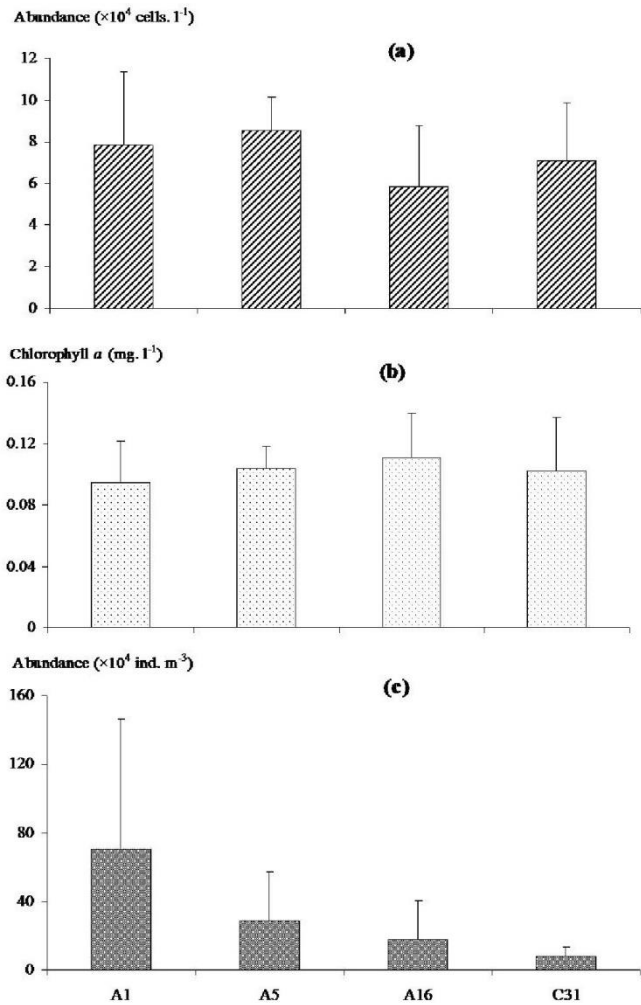 Abundance (×10⁴ cells. l⁻¹)
(a)
12
10
8
6
4
2
0
Chlorophyll a (mg. l⁻¹)
(b)
0.16
0.12
0.08
0.04
0
Abundance (×10⁴ ind. m⁻³)
(c)
160
120
80
40
0
A1 A5 A16 C31